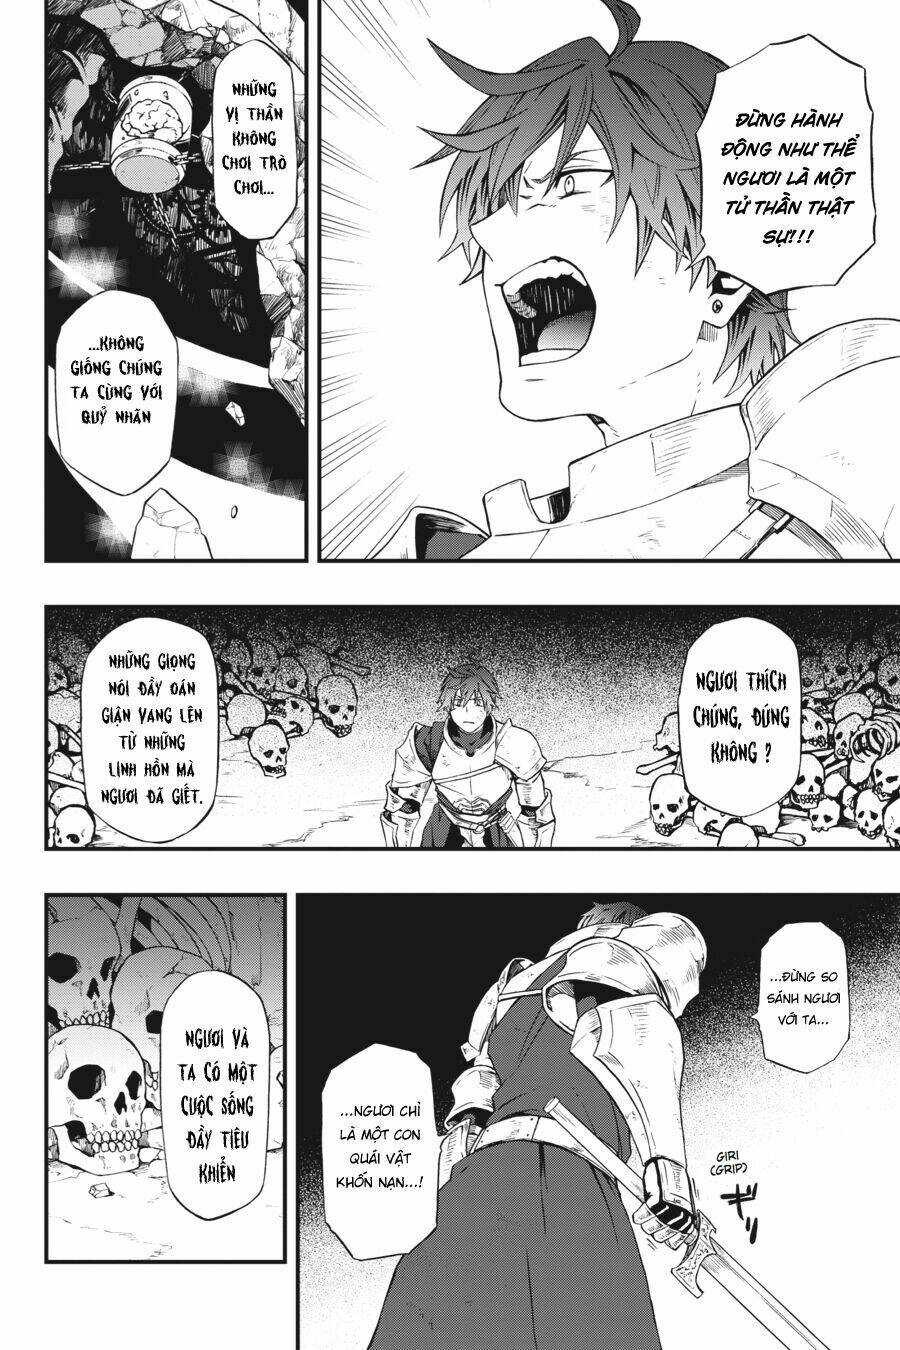 ĐỪNG HÀNH
ĐỘNG NHƯ THỂ
NGƯƠI LÀ MỘT
TỬ THẦN THẬT
SỰ!!!
NHỮNG
VỊ THẦN
KHÔNG
CHƠI TRÒ
CHƠI...
...KHÔNG
GIỐNG CHÚNG
TA CÙNG VỚI
QUỶ NHÃN
NGƯƠI THÍCH
CHÚNG, ĐÚNG
KHÔNG ?
NHỮNG GIỌNG
NÓI ĐẦY OÁN
GIẬN VANG LÊN
TỪ NHỮNG
LINH HỒN MÀ
NGƯƠI ĐÃ GIẾT.
...ĐỪNG SO
SÁNH NGƯƠI
VỚI TA...
...NGƯƠI CHỈ
LÀ MỘT CON
QUÁI VẬT
KHỐN NẠN...!
GIRI
(GRIP)
ギリ
NGƯƠI VÀ
TA CÓ MỘT
CUỘC SỐNG
ĐẦY TIÊU
KHIỂN